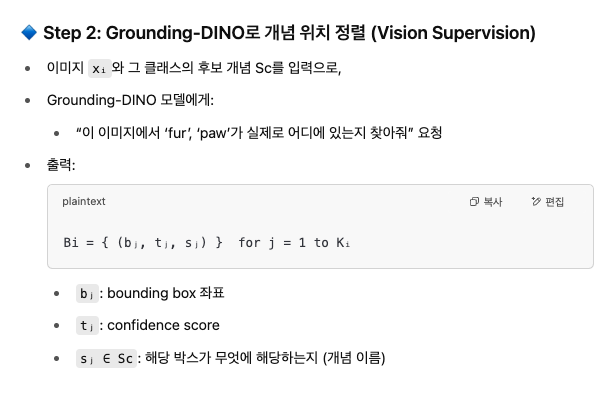 Step 2: Grounding-DINO로 개념 위치 정렬 (Vision Supervision)
이미지 xᵢ와 그 클래스의 후보 개념 Sc를 입력으로,
Grounding-DINO 모델에게:
“이 이미지에서 ‘fur’, ‘paw’가 실제로 어디에 있는지 찾아줘” 요청
출력:
plaintext 복사 편집
Bi = { (bⱼ, tⱼ, sⱼ) } for j = 1 to Kᵢ
bⱼ: bounding box 좌표
tⱼ: confidence score
sⱼ ∈ Sc: 해당 박스가 무엇에 해당하는지 (개념 이름)